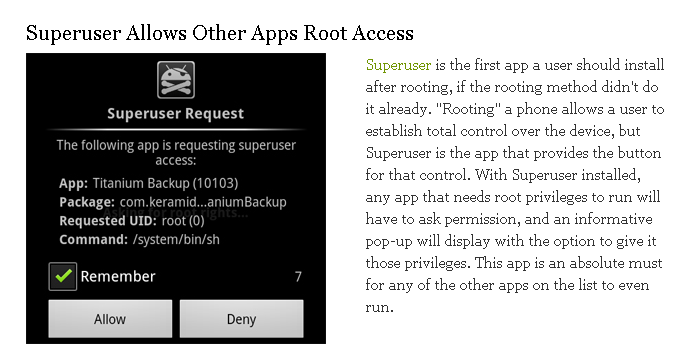 Superuser Allows Other Apps Root Access
Superuser Request
The following app is requesting superuser
access:
App: Titanium Backup (10103)
Package: com.keramid...aniumBackup
Asking for root rights...
Requested UID: root (0)
Command: /system/bin/sh
Remember 7
Allow Deny
Superuser is the first app a user should install
after rooting, if the rooting method didn't do
it already. "Rooting" a phone allows a user to
establish total control over the device, but
Superuser is the app that provides the button
for that control. With Superuser installed,
any app that needs root privileges to run will
have to ask permission, and an informative
pop-up will display with the option to give it
those privileges. This app is an absolute must
for any of the other apps on the list to even
run.